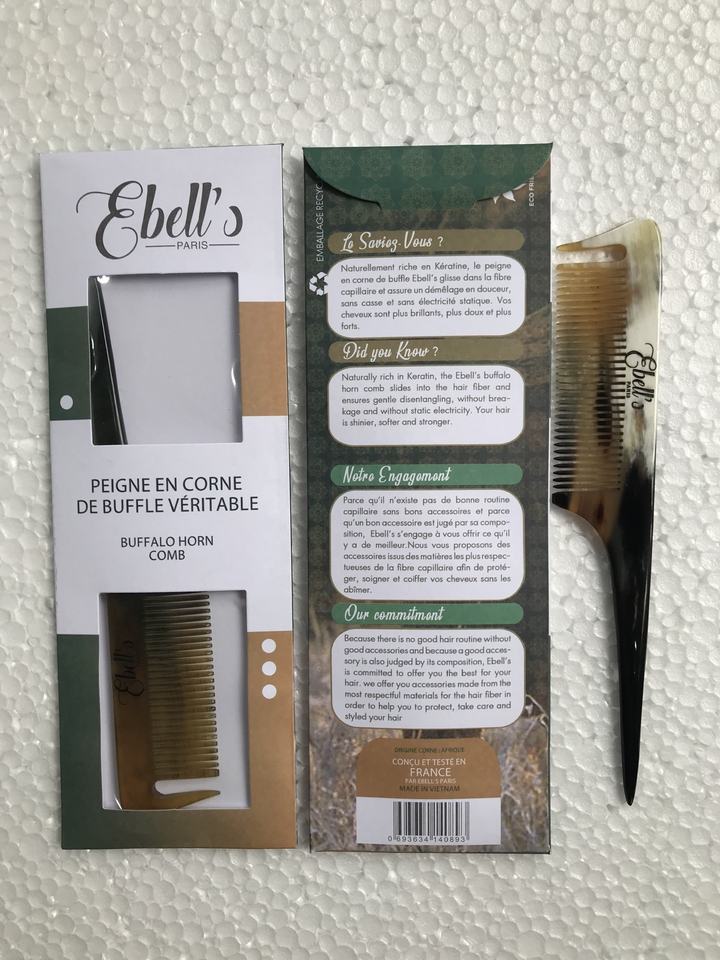 Ebell's
PARIS
PEIGNE EN CORNE
DE BUFFLE VÉRITABLE
BUFFALO HORN
COMB
Ebell's
EMBALLAGE RECYC
ECO FRI
Le Saviez-Vous ?
Naturellement riche en Kératine, le peigne
en corne de buffle Ebell's glisse dans la fibre
capillaire et assure un démêlage en douceur,
sans casse et sans électricité statique. Vos
cheveux sont plus brillants, plus doux et plus
forts.
Did you Know ?
Naturally rich in Keratin, the Ebell's buffalo
horn comb slides into the hair fiber and
ensures gentle disentangling, without brea-
kage and without static electricity. Your hair
is shinier, softer and stronger.
Notre Engagement
Parce qu'il n'existe pas de bonne routine
capillaire sans bons accessoires et parce
qu'un bon accessoire est jugé par sa compo-
sition, Ebell's s'engage à vous offrir ce qu'il
y a de meilleur.Nous vous proposons des
accessoires issus des matières les plus respec-
tueuses de la fibre capillaire afin de proté-
ger, soigner et coiffer vos cheveux sans les
abîmer.
Our commitment
Because there is no good hair routine without
good accessories and because a good acces-
sory is also judged by its composition, Ebell's
is committed to offer you the best for your
hair. we offer you accessories made from the
most respectful materials for the hair fiber in
order to help you to protect, take care and
styled your hair
ORIGINE CORNE : AFRIQUE
CONÇU ET TESTÉ EN
FRANCE
PAR EBELL'S PARIS
MADE IN VIETNAM
0 693634 140893
Ebell's
PARIS